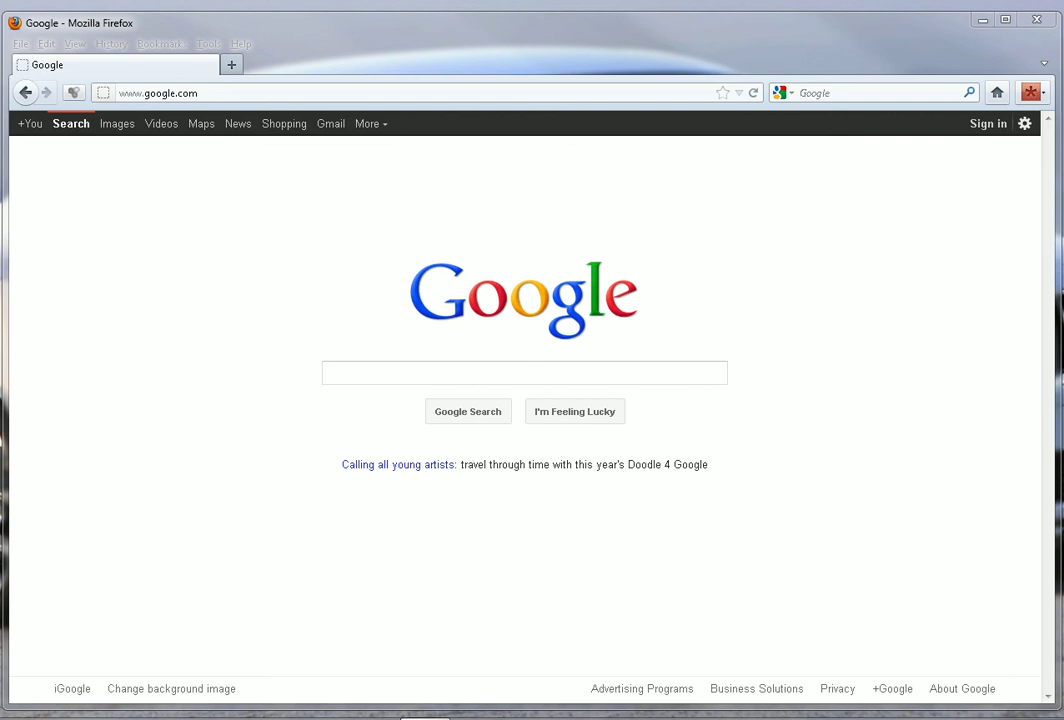 Google - Mozilla Firefox
File Edit View History Bookmarks Tools Help
Google
www.google.com
Google
+You Search Images Videos Maps News Shopping Gmail More
Sign in
Google
Google Search I'm Feeling Lucky
Calling all young artists: travel through time with this year's Doodle 4 Google
iGoogle Change background image Advertising Programs Business Solutions Privacy +Google About Google